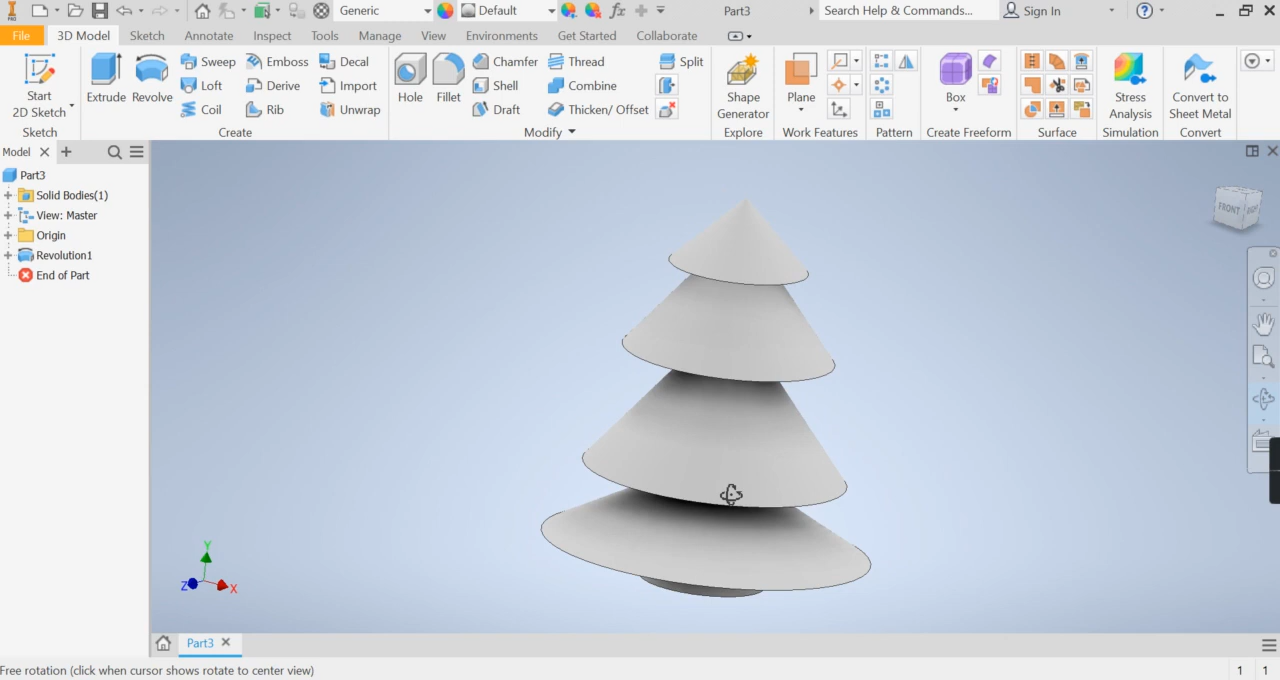 PRO Generic Default fx Part3 Search Help & Commands... Sign In
File 3D Model Sketch Annotate Inspect Tools Manage View Environments Get Started Collaborate
Start 2D Sketch
Extrude Revolve
Sweep Emboss Decal
Loft Derive Import
Coil Rib Unwrap
Hole Fillet
Chamfer Thread Split
Shell Combine
Draft Thicken/ Offset
Shape Generator
Plane
Box
Stress Analysis
Convert to Sheet Metal
Sketch Create Modify Explore Work Features Pattern Create Freeform Surface Simulation Convert
Model
Part3
Solid Bodies(1)
View: Master
Origin
Revolution1
End of Part
FRONT
Y
Z
X
Part3
Free rotation (click when cursor shows rotate to center view) 1 1